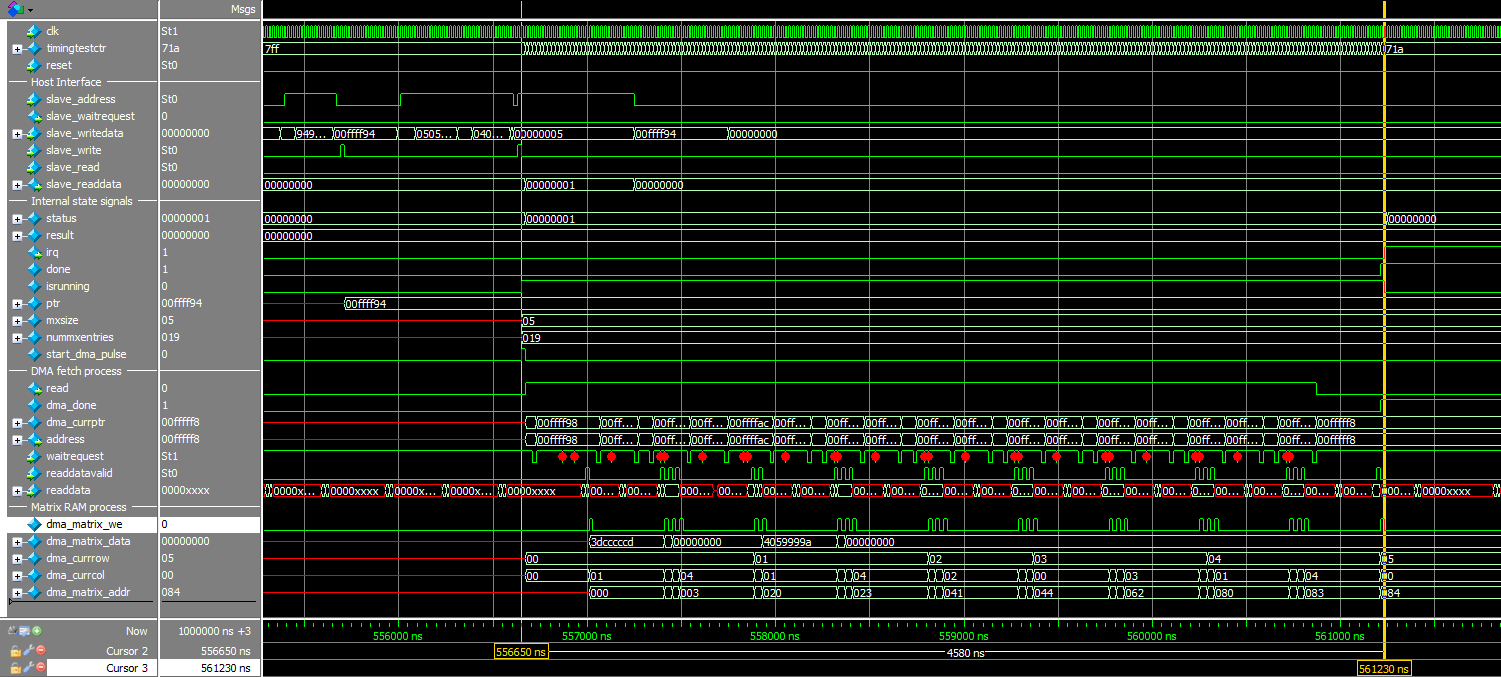 Msgs
clk St1
timingtestctr 71a 7ff 71a
reset St0
Host Interface
slave_address St0
slave_waitrequest 0
slave_writedata 00000000 949... 00ffff94 0505... 040... 00000005 00ffff94 00000000
slave_write St0
slave_read St0
slave_readdata 00000000 00000000 00000001 00000000
Internal state signals
status 00000001 00000000 00000001 00000000
result 00000000 00000000
irq 1
done 1
isrunning 0
ptr 00ffff94 00ffff94
mxsize 05 05
nummxentries 019 019
start_dma_pulse 0
DMA fetch process
read 0
dma_done 1
dma_currptr 00fffff8 00ffff98 00ff... 00ff... 00ff... 00ffffac 00ff... 00ff... 00ff... 00ff... 00ff... 00ff... 00ff... 00ff... 00ff... 00ff... 00fffff8
address 00fffff8 00ffff98 00ff... 00ff... 00ff... 00ffffac 00ff... 00ff... 00ff... 00ff... 00ff... 00ff... 00ff... 00ff... 00ff... 00ff... 00fffff8
waitrequest St1
readdatavalid St0
readdata 0000xxxx 0000x... 0000xxxx 0000x... 0000x... 0000xxxx 00... 00... 000... 00... 00... 00... 00... 00... 0... 00... 00... 0... 00... 00... 0... 00... 00... 0... 00... 00... 0... 00... 00... 00... 0000xxxx
Matrix RAM process
dma_matrix_we 0
dma_matrix_data 00000000 3dcccccd 00000000 4059999a 00000000
dma_currrow 05 00 01 02 03 04 05
dma_currcol 00 00 01 04 01 04 02 00 03 01 04 00
dma_matrix_addr 084 000 003 020 023 041 044 062 080 083 084
Now 1000000 ns +3 556000 ns 557000 ns 558000 ns 559000 ns 560000 ns 561000 ns
Cursor 2 556650 ns 556650 ns 4580 ns
Cursor 3 561230 ns 561230 ns